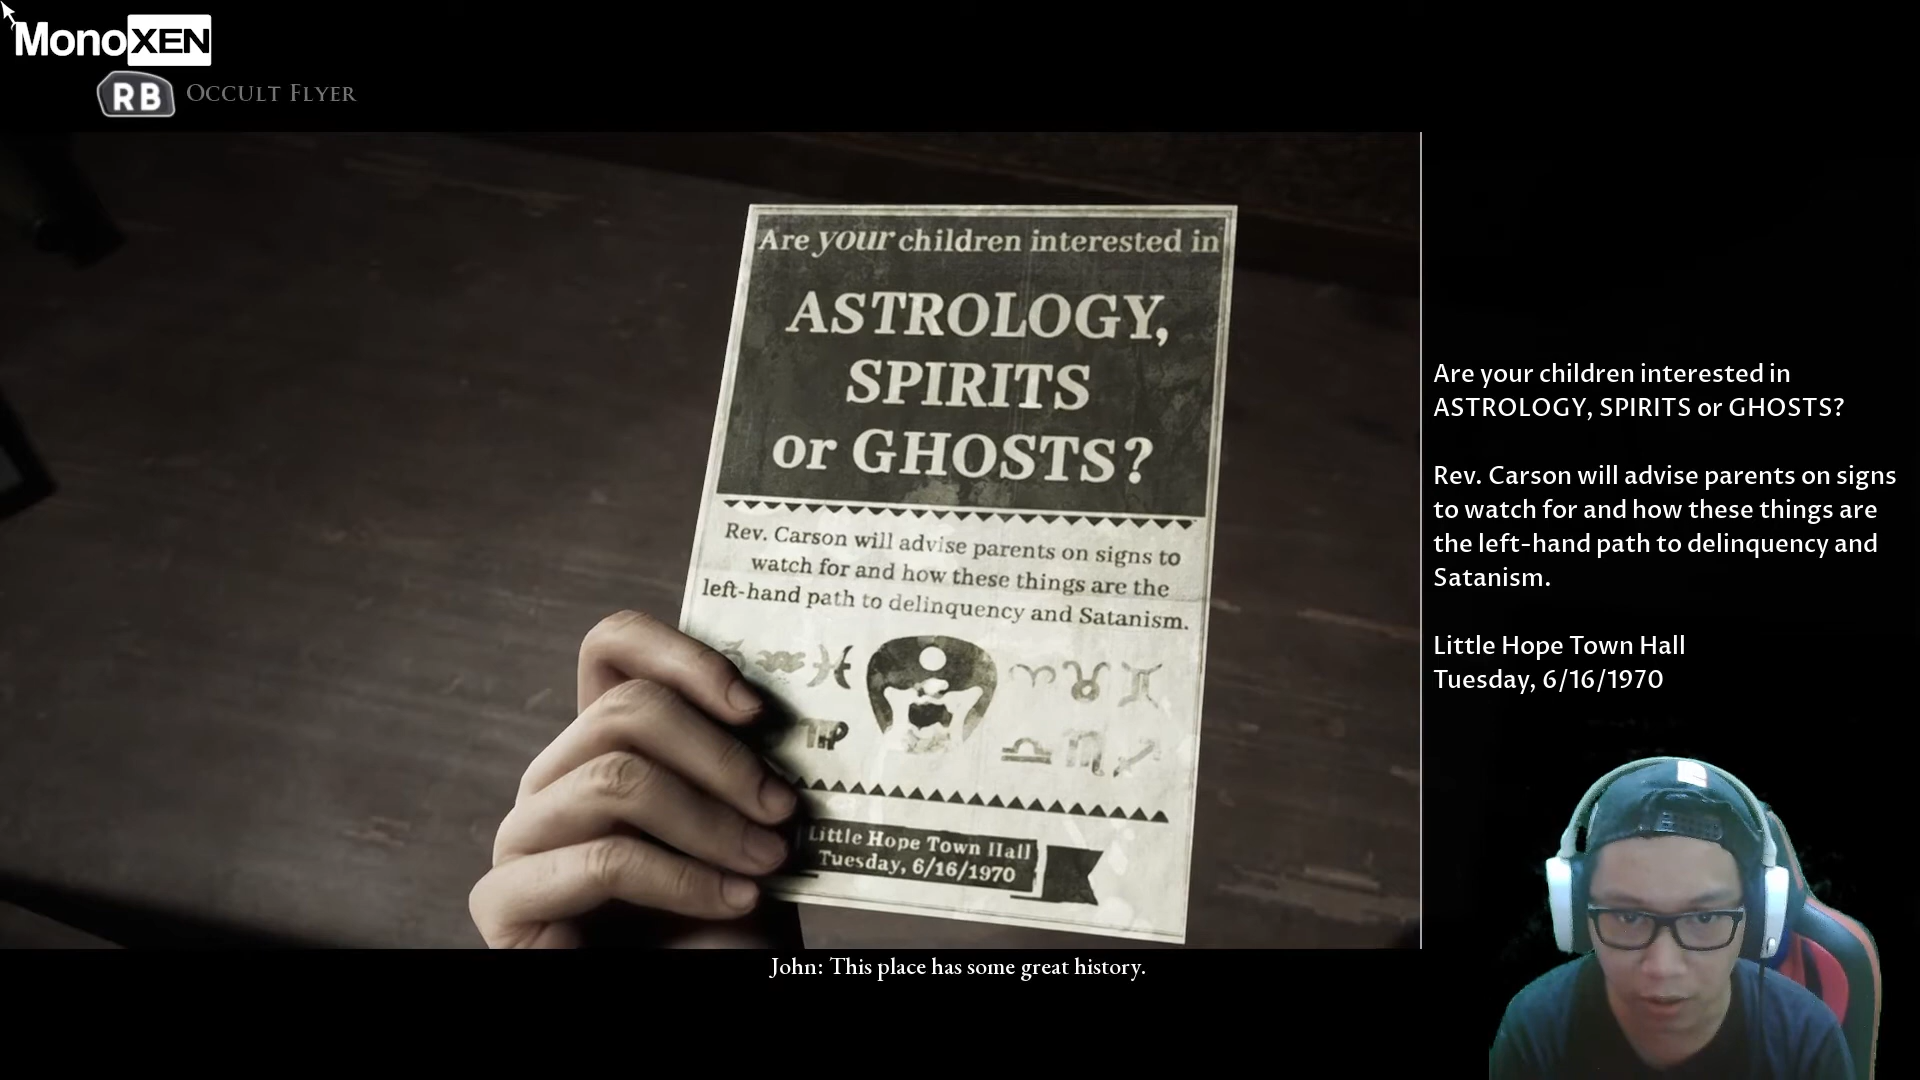 MonoXEN
RB OCCULT FLYER
Are your children interested in
ASTROLOGY,
SPIRITS
or GHOSTS?
Rev. Carson will advise parents on signs to
watch for and how these things are the
left-hand path to delinquency and Satanism.
Little Hope Town Hall
Tuesday, 6/16/1970
Are your children interested in
ASTROLOGY, SPIRITS or GHOSTS?
Rev. Carson will advise parents on signs
to watch for and how these things are
the left-hand path to delinquency and
Satanism.
Little Hope Town Hall
Tuesday, 6/16/1970
John: This place has some great history.